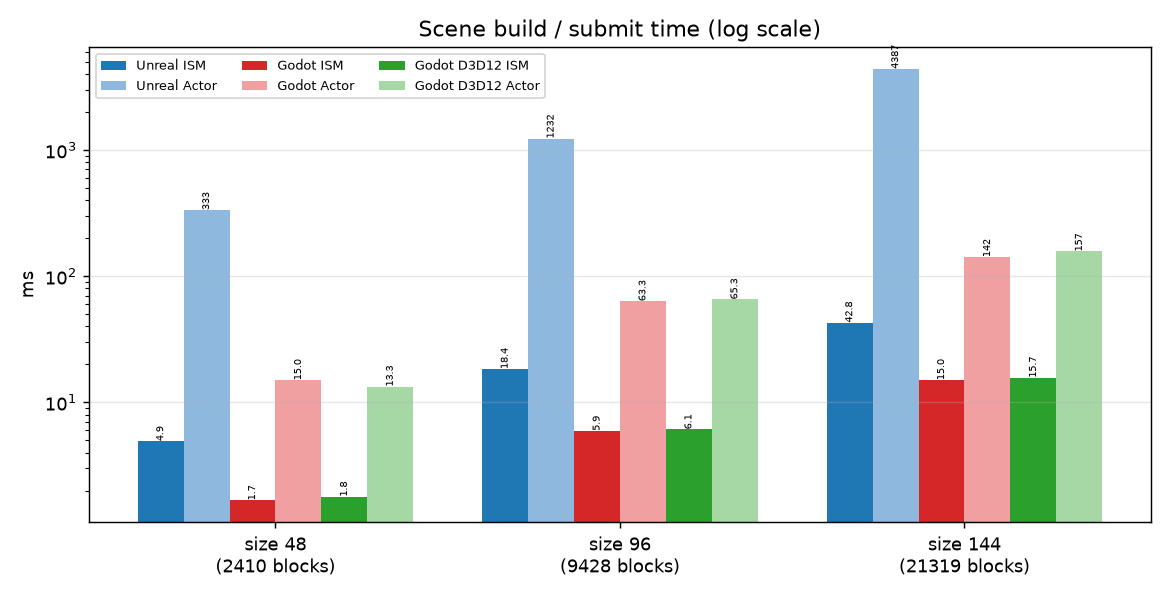 Scene build / submit time (log scale)
Unreal ISM
Unreal Actor
Godot ISM
Godot Actor
Godot D3D12 ISM
Godot D3D12 Actor
ms
10³
10²
10¹
4.9
333
1.7
15.0
1.8
13.3
18.4
1232
5.9
63.3
6.1
65.3
42.8
4387
15.0
142
15.7
157
size 48
(2410 blocks)
size 96
(9428 blocks)
size 144
(21319 blocks)